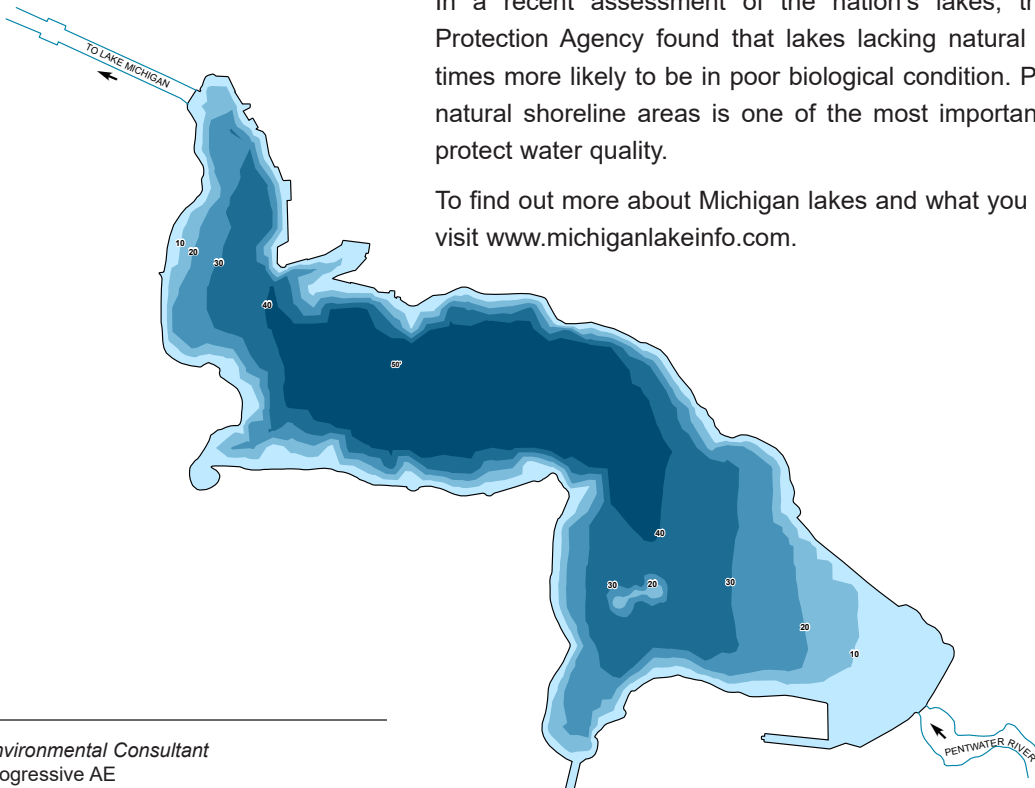 In a recent assessment of the nation's lakes, th
Protection Agency found that lakes lacking natural
times more likely to be in poor biological condition. P
natural shoreline areas is one of the most importan
protect water quality.
To find out more about Michigan lakes and what you
visit www.michiganlakeinfo.com.
TO LAKE MICHIGAN
10
20
30
40
50'
40
30
20
30
20
10
PENTWATER RIVER
nvironmental Consultant
ogressive AE